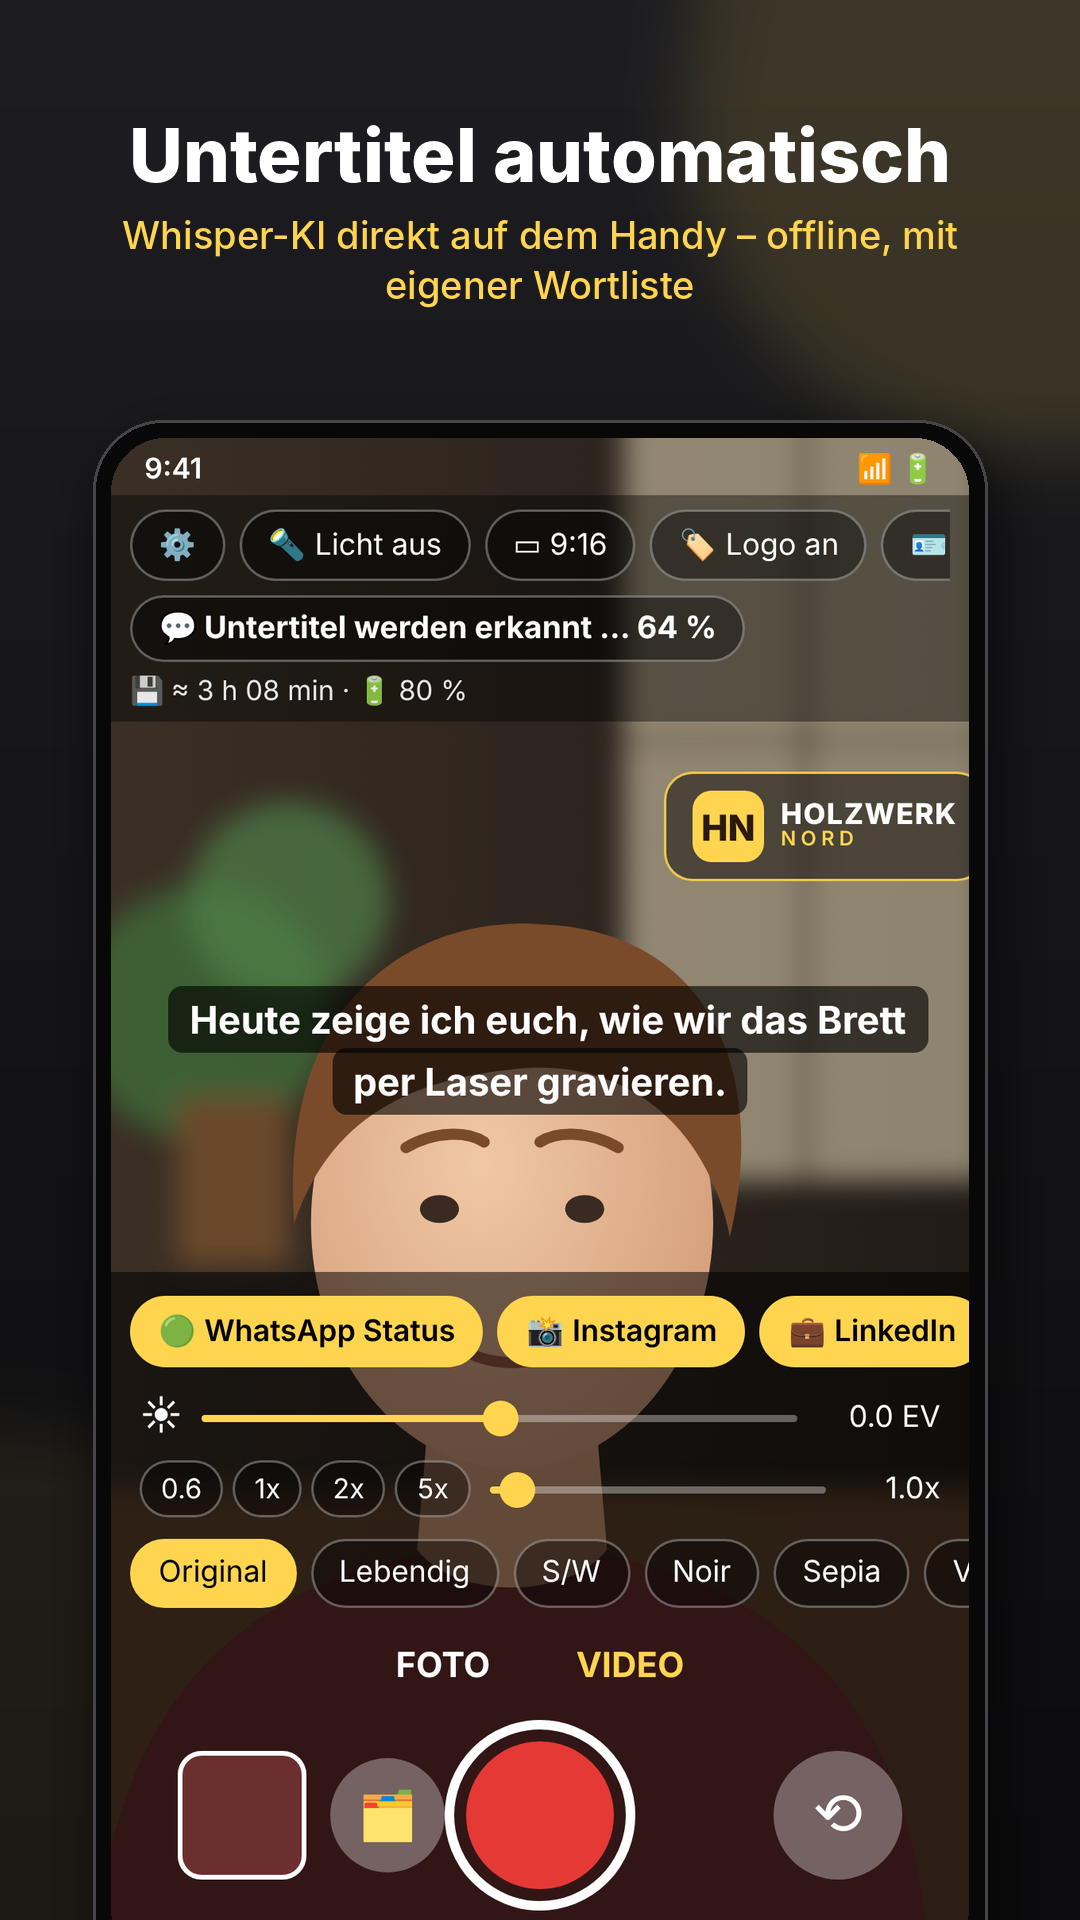 Untertitel automatisch
Whisper-KI direkt auf dem Handy – offline, mit
eigener Wortliste
9:41
Licht aus
9:16
Logo an
Untertitel werden erkannt ... 64 %
≈ 3 h 08 min · 80 %
HN
HOLZWERK
NORD
Heute zeige ich euch, wie wir das Brett
per Laser gravieren.
WhatsApp Status
Instagram
LinkedIn
0.0 EV
0.6
1x
2x
5x
1.0x
Original
Lebendig
S/W
Noir
Sepia
FOTO
VIDEO